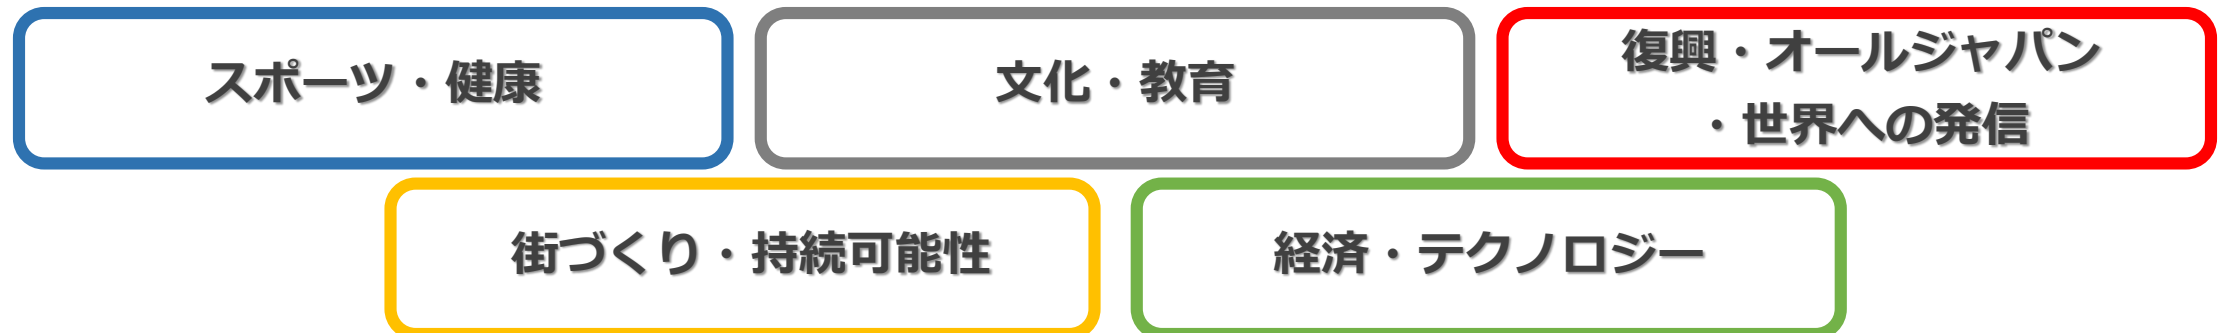 スポーツ・健康
文化・教育
復興・オールジャパン
・世界への発信
街づくり・持続可能性
経済・テクノロジー